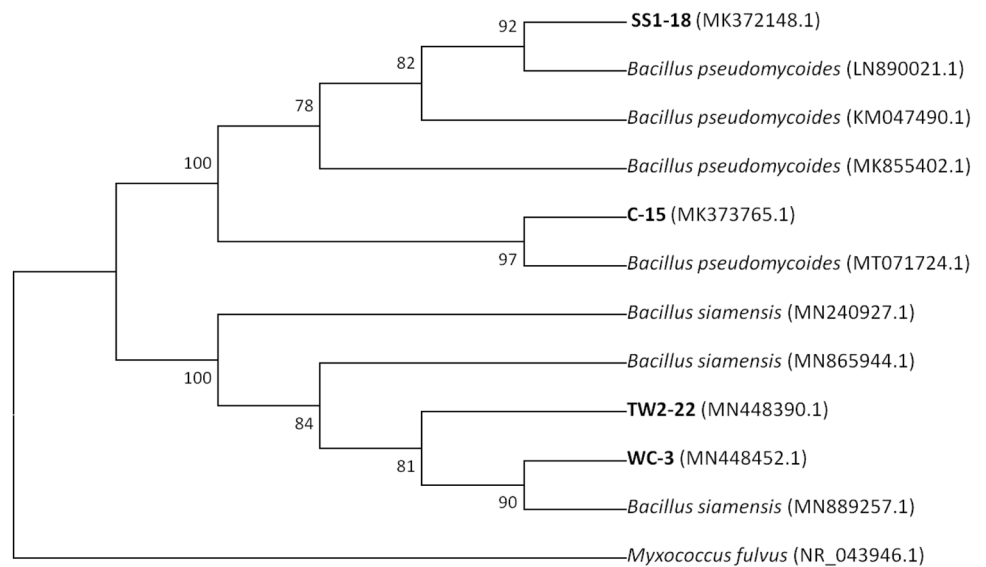 92
SS1-18 (MK372148.1)
82
Bacillus pseudomycoides (LN890021.1)
78
Bacillus pseudomycoides (KM047490.1)
100
Bacillus pseudomycoides (MK855402.1)
C-15 (MK373765.1)
97
Bacillus pseudomycoides (MT071724.1)
Bacillus siamensis (MN240927.1)
100
Bacillus siamensis (MN865944.1)
84
TW2-22 (MN448390.1)
81
WC-3 (MN448452.1)
90
Bacillus siamensis (MN889257.1)
Myxococcus fulvus (NR_043946.1)